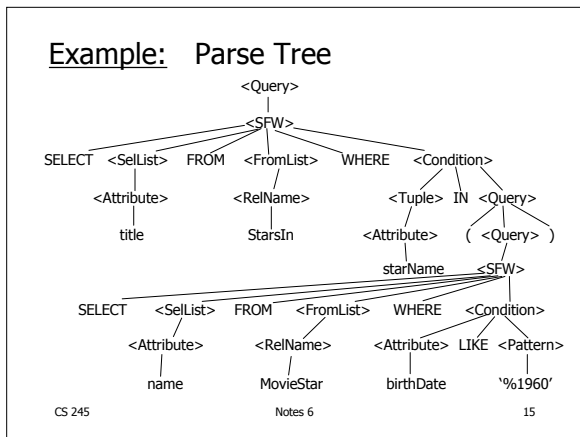 Example: Parse Tree
<Query>
<SFW>
SELECT <SelList> FROM <FromList> WHERE <Condition>
<Attribute> <RelName> <Tuple> IN <Query>
title StarsIn <Attribute> ( <Query> )
starName <SFW>
SELECT <SelList> FROM <FromList> WHERE <Condition>
<Attribute> <RelName> <Attribute> LIKE <Pattern>
name MovieStar birthDate ‘%1960’
CS 245 Notes 6 15